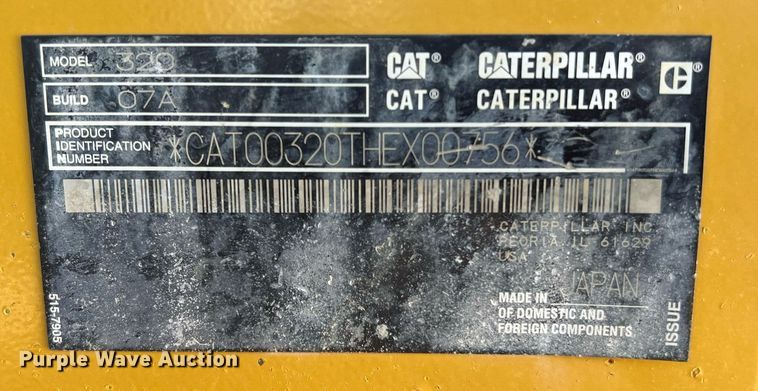 MODEL 320
BUILD 07A
CAT® CATERPILLAR®
CAT® CATERPILLAR®
C®
PRODUCT
IDENTIFICATION
NUMBER
*CAT00320THEX00756*
CATERPILLAR INC
PEORIA IL 61629
USA
MADE IN JAPAN
OF DOMESTIC AND
FOREIGN COMPONENTS
ISSUE
515-7905
Purple Wave Auction